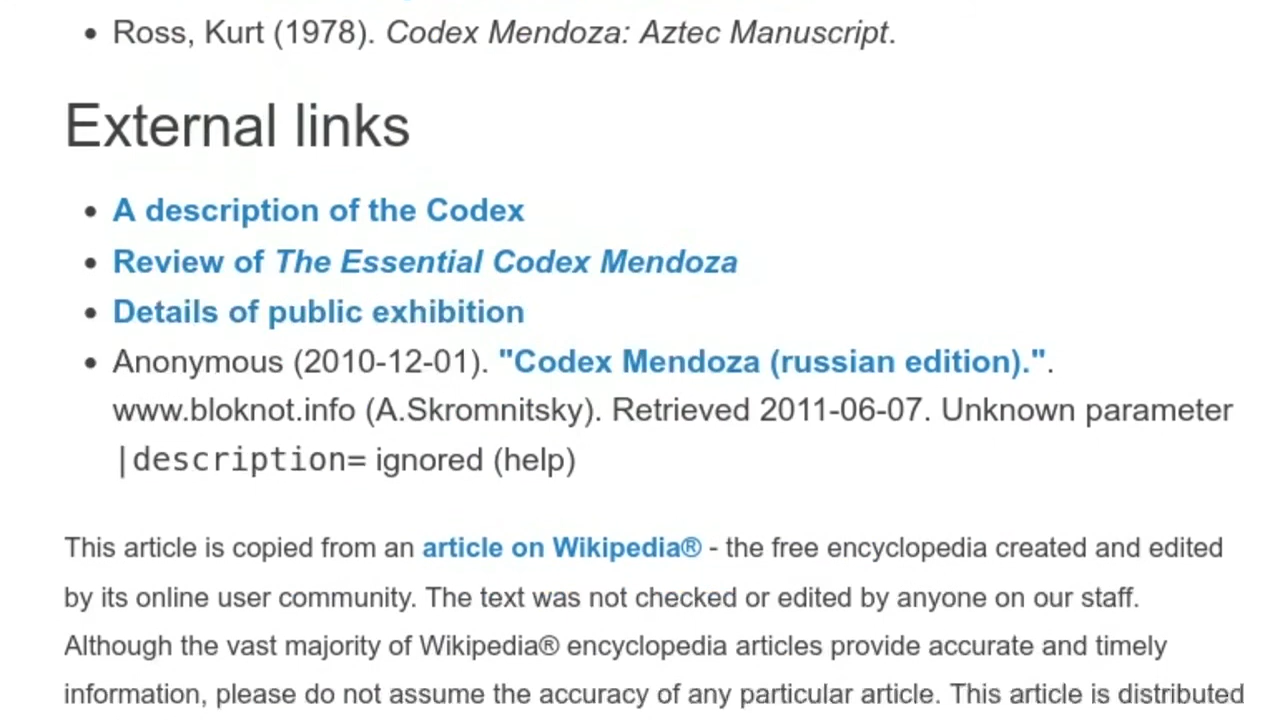 Ross, Kurt (1978). Codex Mendoza: Aztec Manuscript.
External links
A description of the Codex
Review of The Essential Codex Mendoza
Details of public exhibition
Anonymous (2010-12-01). "Codex Mendoza (russian edition).".
www.bloknot.info (A.Skromnitsky). Retrieved 2011-06-07. Unknown parameter
|description= ignored (help)
This article is copied from an article on Wikipedia® - the free encyclopedia created and edited
by its online user community. The text was not checked or edited by anyone on our staff.
Although the vast majority of Wikipedia® encyclopedia articles provide accurate and timely
information, please do not assume the accuracy of any particular article. This article is distributed